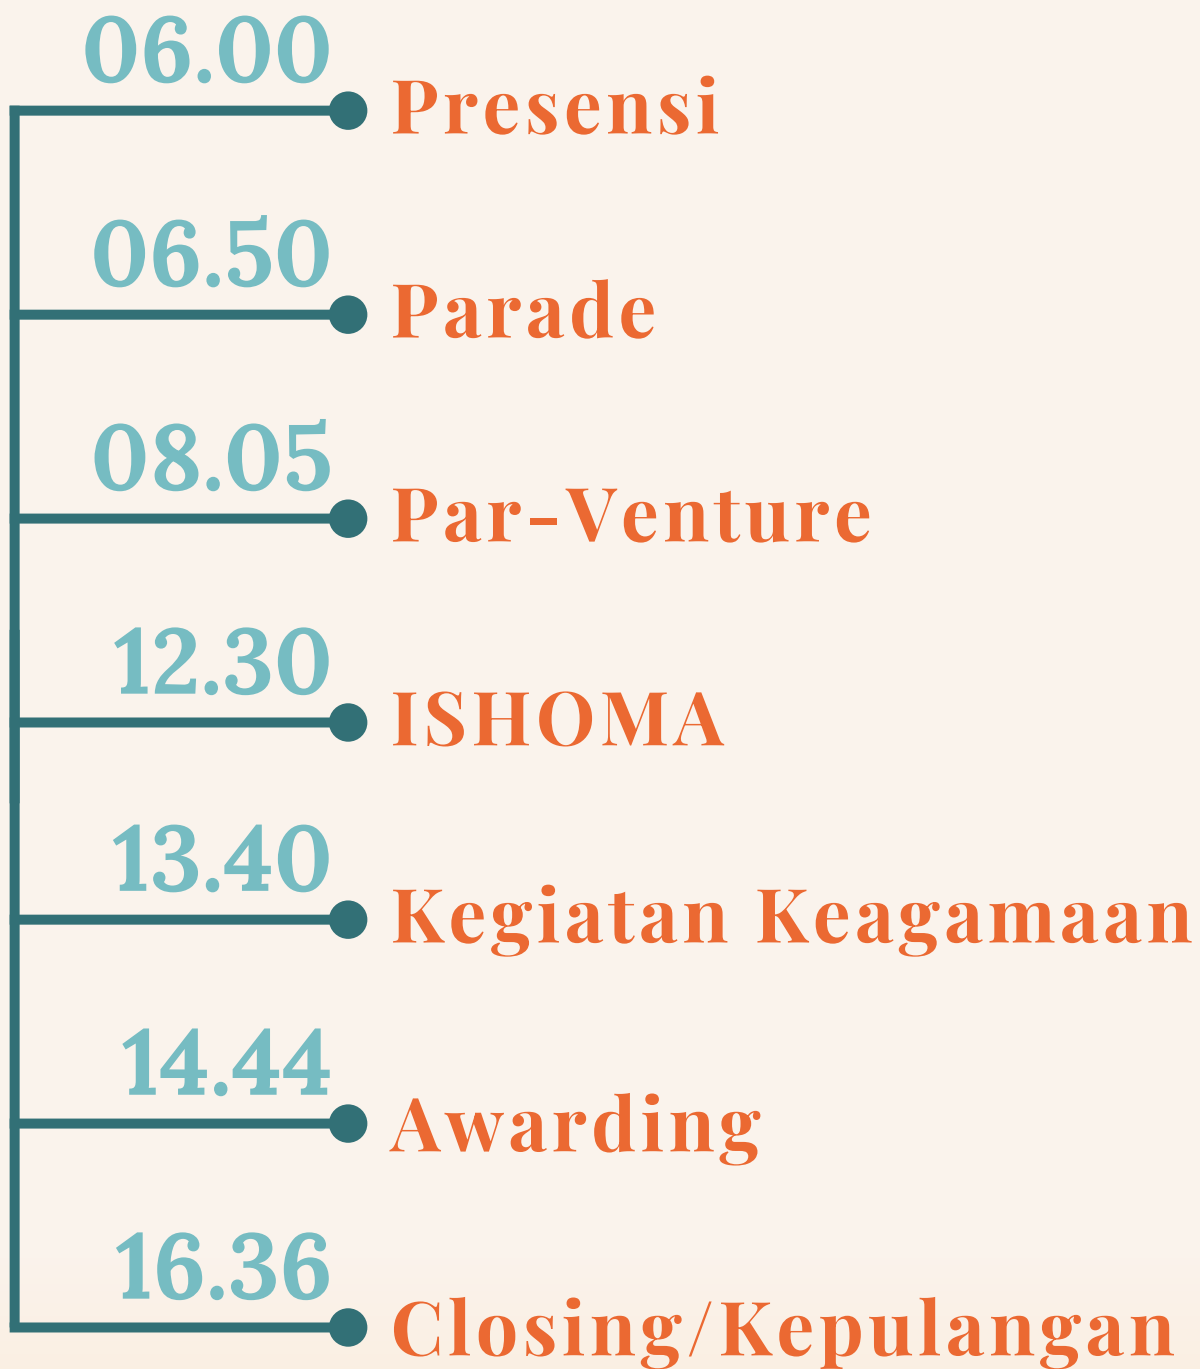 06.00
Presensi
06.50
Parade
08.05
Par-Venture
12.30
ISHOMA
13.40
Kegiatan Keagamaan
14.44
Awarding
16.36
Closing/Kepulangan